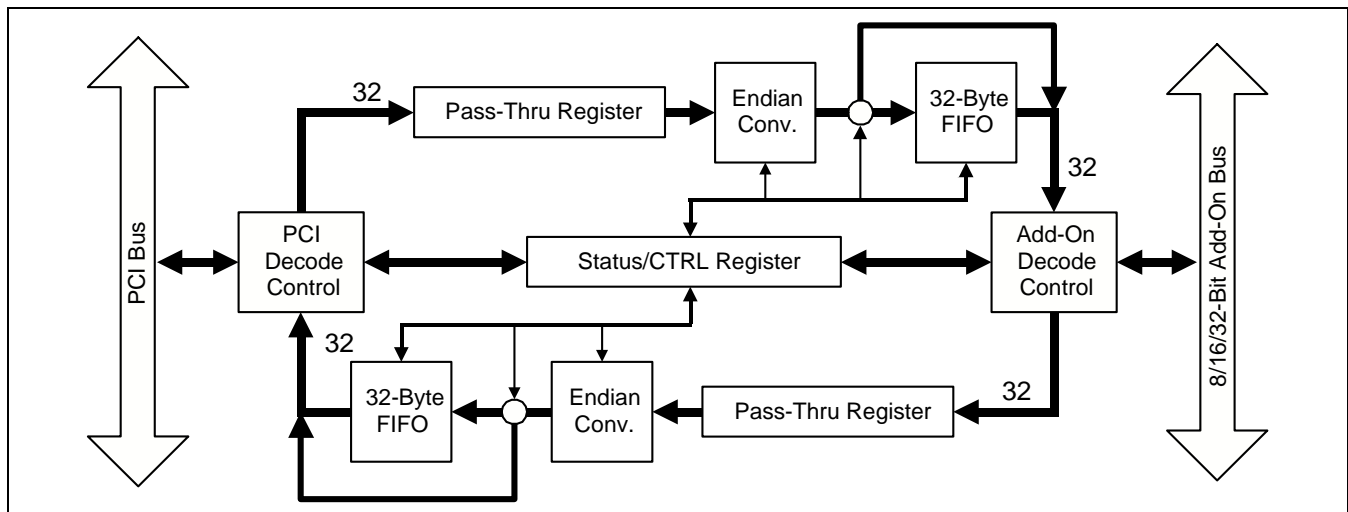 32
Pass-Thru Register
Endian
Conv.
32-Byte
FIFO
32
PCI Bus
PCI
Decode
Control
Status/CTRL Register
Add-On
Decode
Control
8/16/32-Bit Add-On Bus
32
32-Byte
FIFO
Endian
Conv.
Pass-Thru Register
32